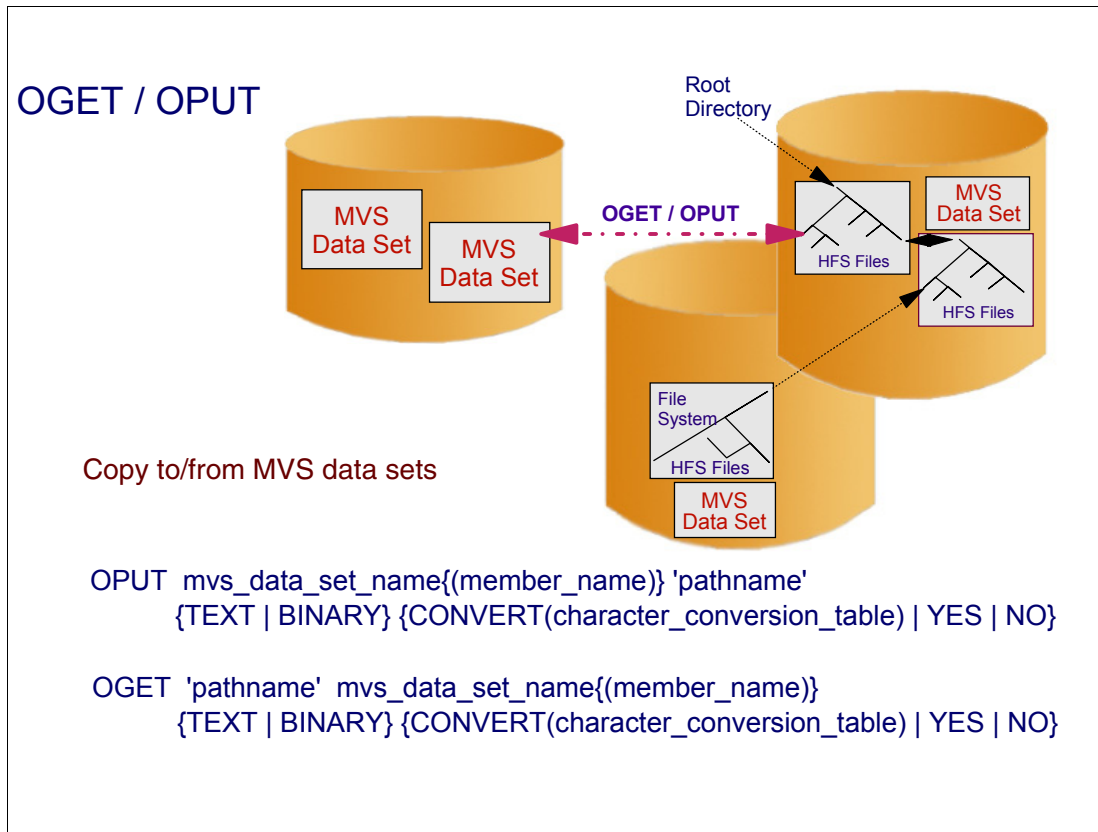 OGET / OPUT
Root
Directory
MVS
Data Set
MVS
Data Set
OGET / OPUT
HFS Files
MVS
Data Set
HFS Files
File
System
HFS Files
MVS
Data Set
Copy to/from MVS data sets
OPUT mvs_data_set_name{(member_name)} 'pathname'
{TEXT | BINARY} {CONVERT(character_conversion_table) | YES | NO}
OGET 'pathname' mvs_data_set_name{(member_name)}
{TEXT | BINARY} {CONVERT(character_conversion_table) | YES | NO}